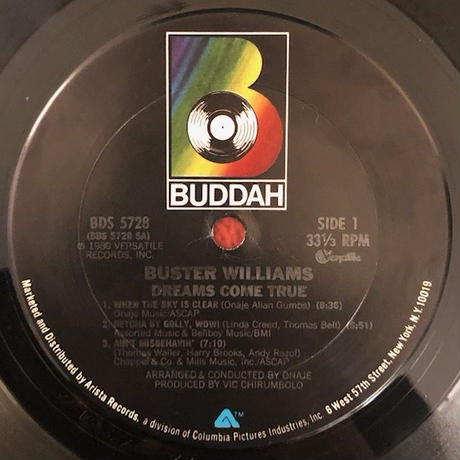 B
BUDDAH
BDS 5728
(BDS 5728 SA)
℗ 1980 VERSATILE
RECORDS, INC.
SIDE 1
33⅓ RPM
Versatile
BUSTER WILLIAMS
DREAMS COME TRUE
1. WHEN THE SKY IS CLEAR (Onaje Allan Gumbs) (8:36)
Onaje Music/ASCAP
2. BETCHA BY GOLLY, WOW! (Linda Creed, Thomas Bell) (6:51)
Assorted Music & Bellboy Music/BMI
3. AIN'T MISBEHAVIN' (7:10)
(Thomas Waller, Harry Brooks, Andy Razof)
Chappel & Co. & Mills Music, Inc./ASCAP
ARRANGED & CONDUCTED BY ONAJE
PRODUCED BY VIC CHIRUMBOLO
TM
Marketed and Distributed by Arista Records, a division of Columbia Pictures Industries, Inc. 6 West 57th Street, New York, N.Y. 10019